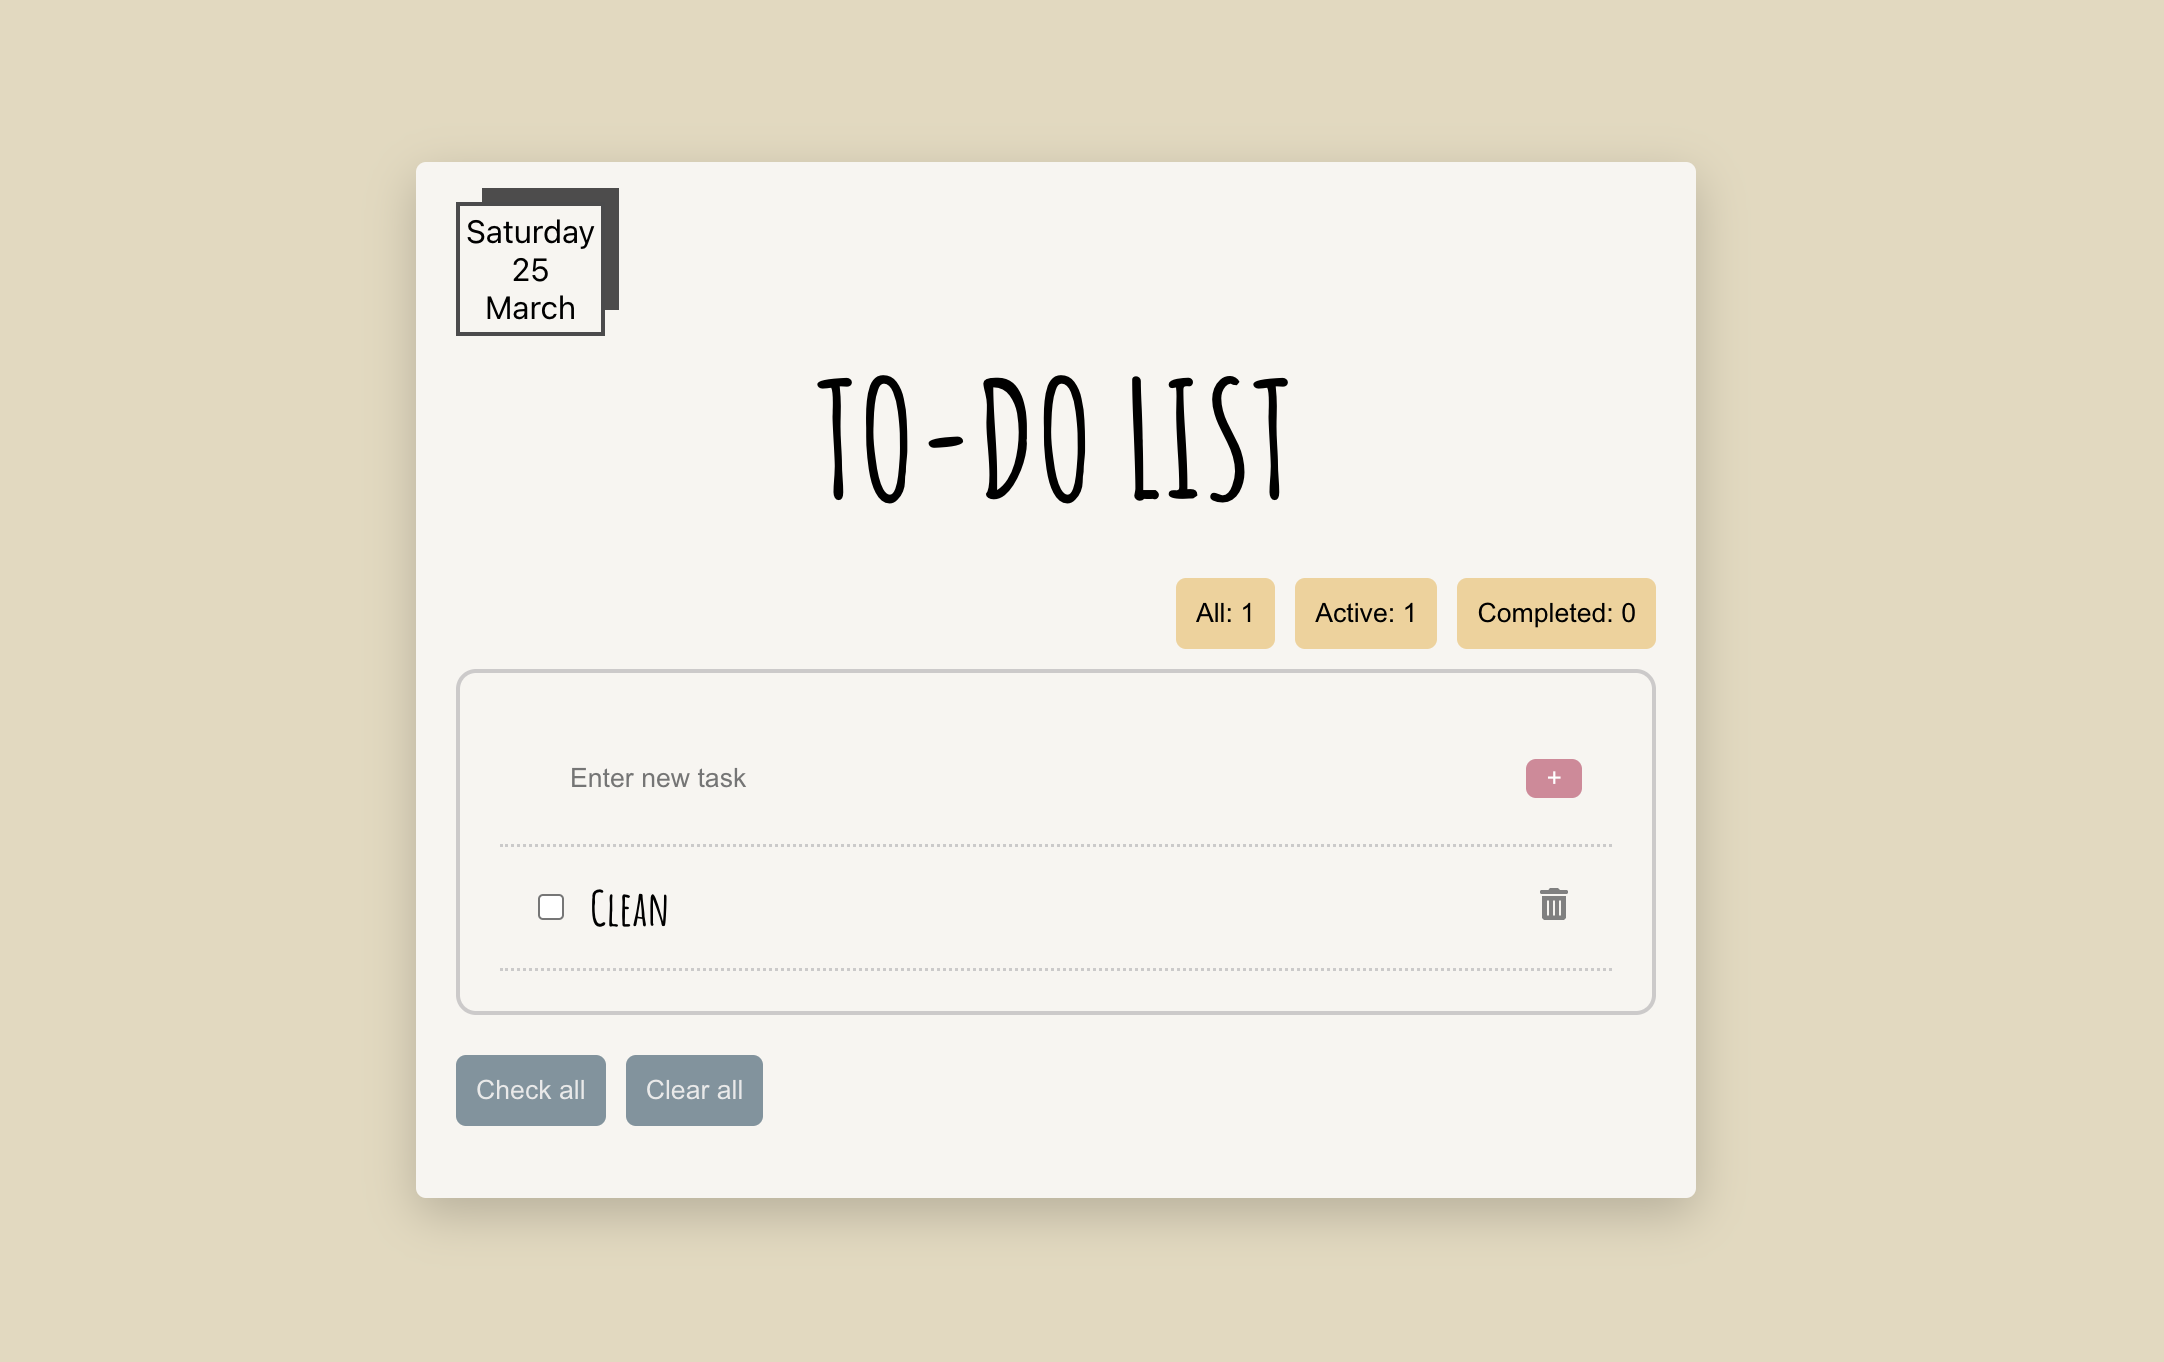 Saturday
25
March
TO-DO LIST
All: 1
Active: 1
Completed: 0
Enter new task
+
Clean
Check all
Clear all